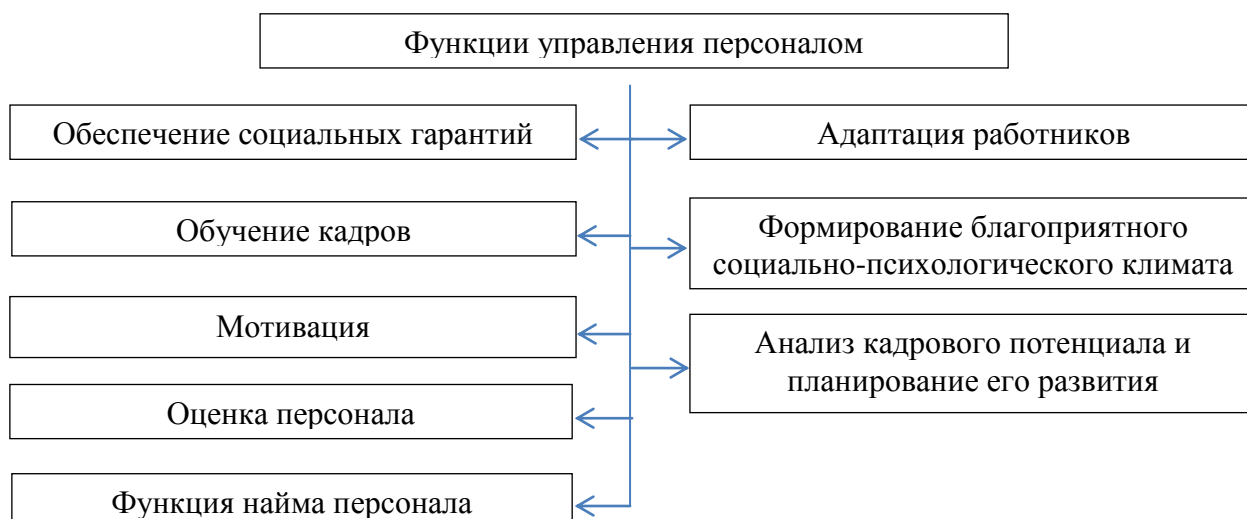 Функции управления персоналом
Обеспечение социальных гарантий
Адаптация работников
Обучение кадров
Формирование благоприятного
социально-психологического климата
Мотивация
Анализ кадрового потенциала и
планирование его развития
Оценка персонала
Функция найма персонала